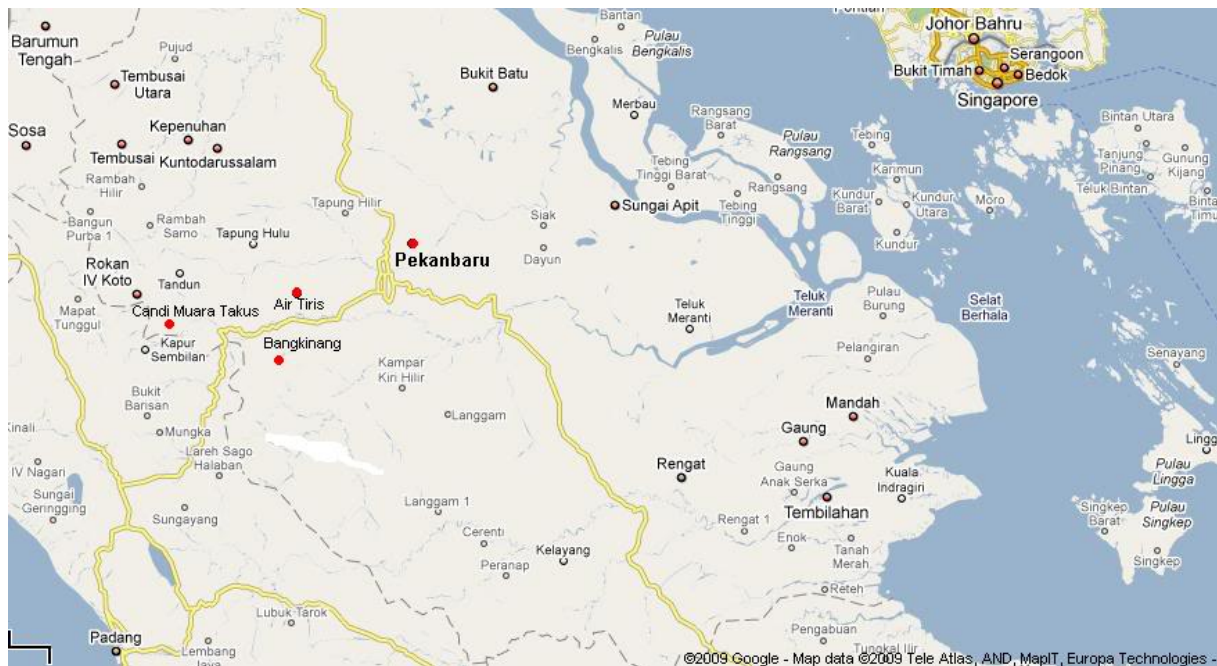 Bantan
Pulau
Bengkalis
Bengkalis
Johor Bahru
Serangoon
Bukit Timah
Bedok
Singapore
Barumun
Tengah
Pujud
Tembusai
Utara
Bukit Batu
Merbau
Rangsang
Barat
Pulau
Rangsang
Tebing
Bintan Utara
Tanjung
Pinang
Gunung
Kijang
Sosa
Kepenuhan
Tembusai
Kuntodarussalam
Rambah
Hilir
Tebing
Tinggi Barat
Rangsang
Karimun
Teluk Bintan
Kundur
Barat
Kundur
Utara
Moro
Bintan
Timu
Bangun
Purba 1
Rambah
Samo
Tapung Hilir
Siak
Sungai Apit
Tebing
Tinggi
Tapung Hulu
Dayun
Kundur
Pekanbaru
Rokan
IV Koto
Tandun
Mapat
Tunggul
Candi Muara Takus
Air Tiris
Teluk
Meranti
Teluk
Meranti
Pulau
Burung
Selat
Berhala
Kapur
Sembilan
Bangkinang
Kampar
Kiri Hilir
Pelangiran
Senayang
Bukit
Barisan
Langgam
Mandah
Kinali
Mungka
Gaung
Lingg
Lareh Sago
Halaban
IV Nagari
Rengat
Gaung
Anak Serka
Kuala
Indragiri
Pulau
Lingga
Sungai
Geringging
Sungayang
Langgam 1
Tembilahan
Singkep
Barat
Pulau
Singkep
Rengat 1
Cerenti
Kelayang
Enok
Tanah
Merah
Peranap
Singkep
Reteh
Lubuk Tarok
Padang
Lembang
Jaya
Pengabuan
Tungkal Ilir
©2009 Google - Map data ©2009 Tele Atlas, AND, MapIT, Europa Technologies -